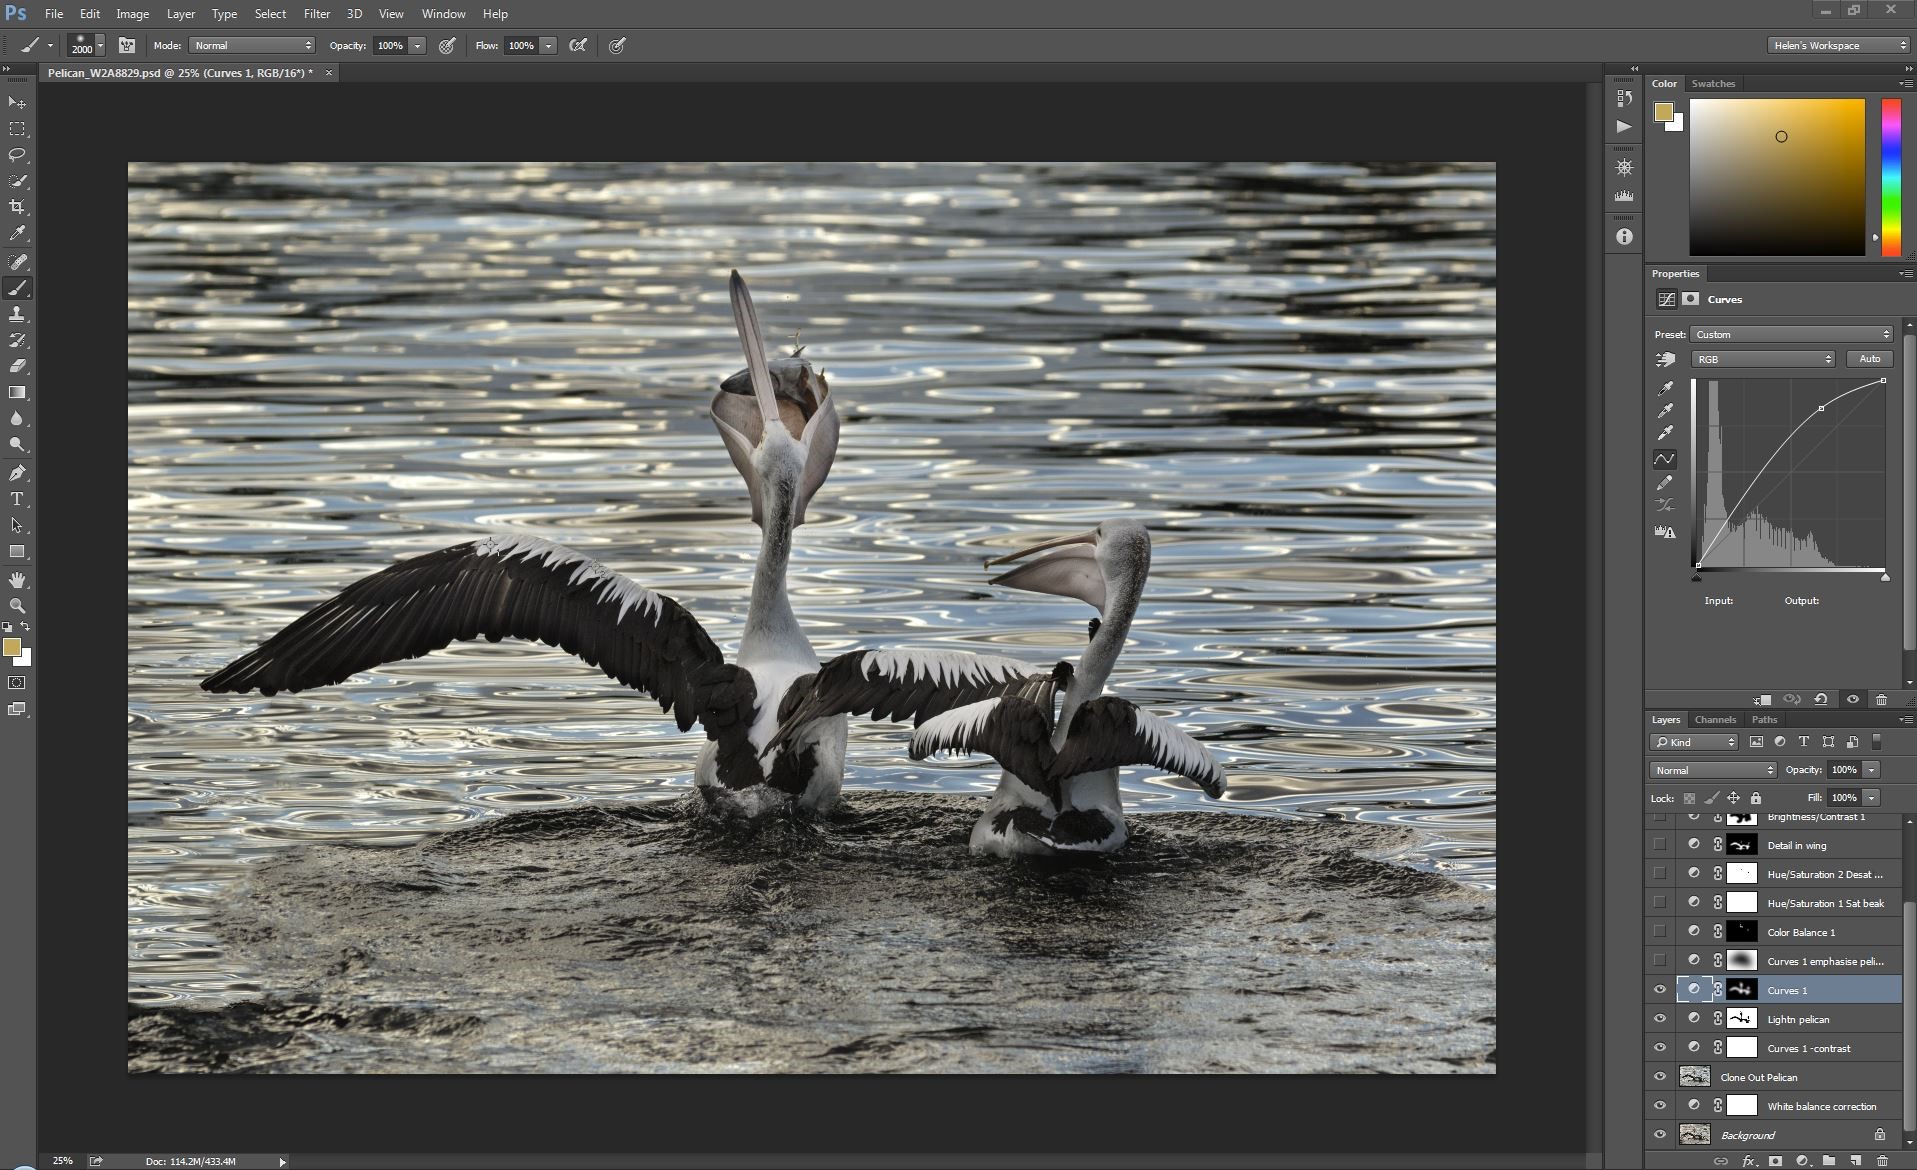 Ps File Edit Image Layer Type Select Filter 3D View Window Help
2000 Mode: Normal Opacity: 100% Flow: 100% Helen's Workspace
Pelican_W2A8829.psd @ 25% (Curves 1, RGB/16*) * ×
Color Swatches
Properties
Curves
Preset: Custom
RGB Auto
Input: Output:
Layers Channels Paths
Kind
Normal Opacity: 100%
Lock: Fill: 100%
Brightness/Contrast 1
Detail in wing
Hue/Saturation 2 Desat ...
Hue/Saturation 1 Sat beak
Color Balance 1
Curves 1 emphasise peli...
Curves 1
Lightn pelican
Curves 1 -contrast
Clone Out Pelican
White balance correction
Background
25% Doc: 114.2M/433.4M
fx